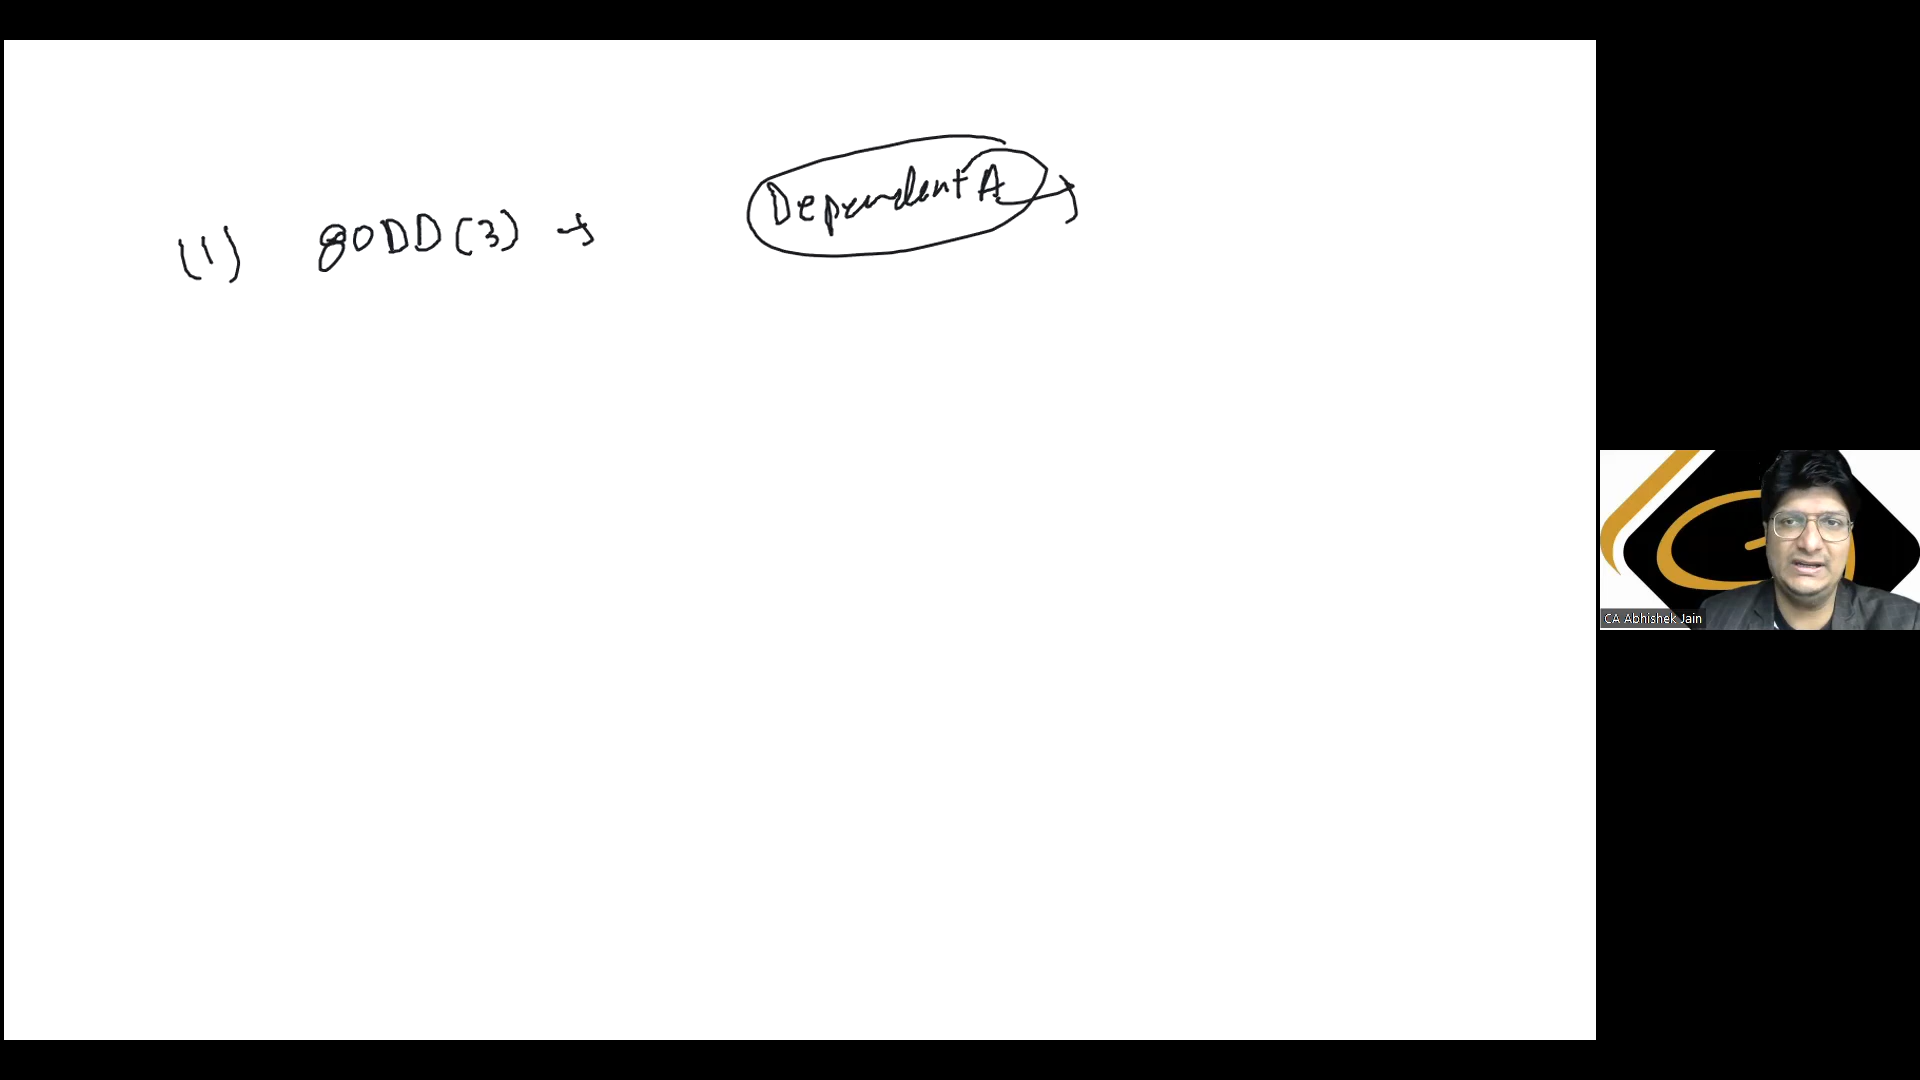 Dependent A
(1) 80DD(3) →
CA Abhishek Jain